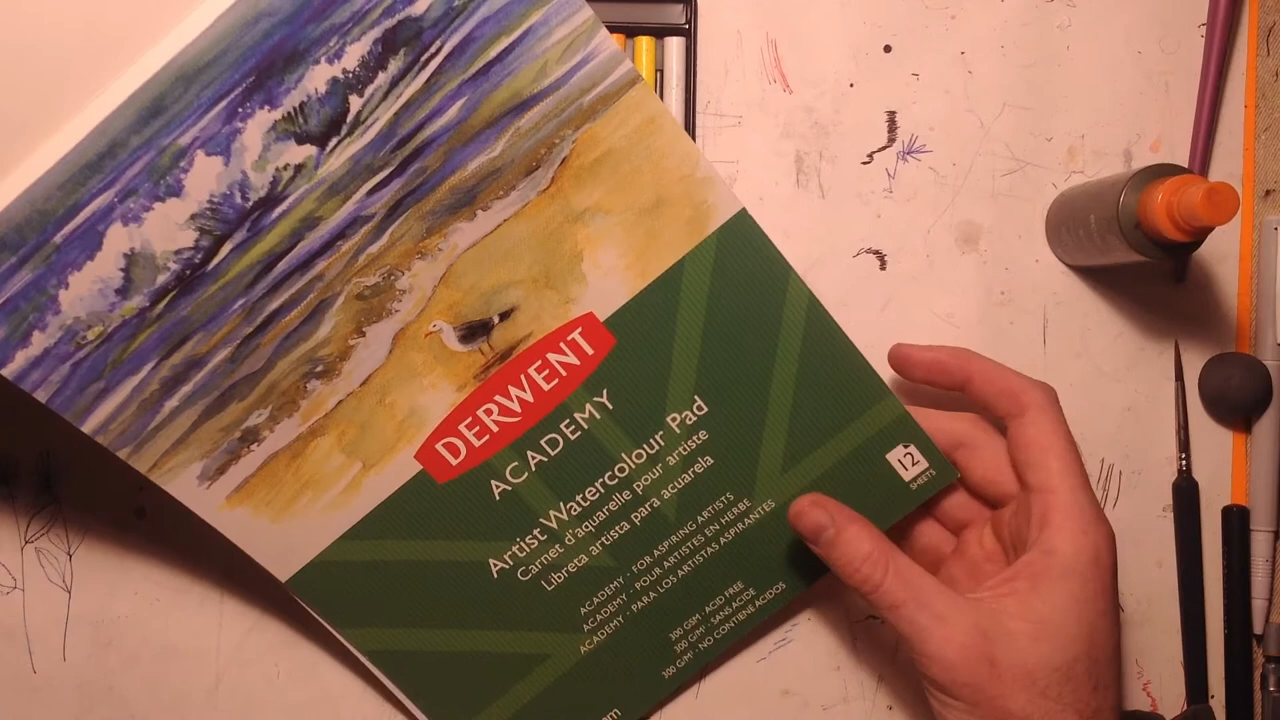 DERWENT
ACADEMY
Artist Watercolour Pad
Carnet d'aquarelle pour artiste
Libreta artista para acuarela
ACADEMY - FOR ASPIRING ARTISTS
ACADEMY - POUR ARTISTES EN HERBE
ACADEMY - PARA LOS ARTISTAS ASPIRANTES
300 GSM - ACID FREE
300 G/M² - SANS ACIDE
300 G/M² - NO CONTIENE ÁCIDOS
12
SHEETS